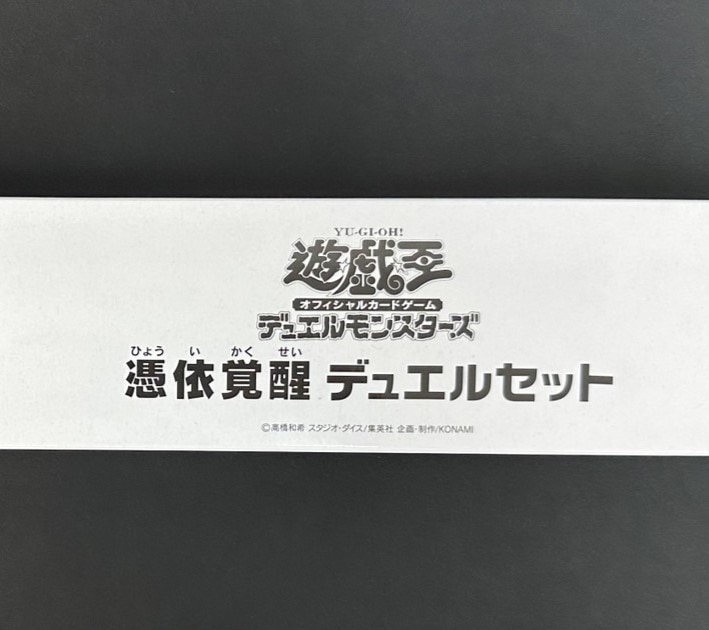 YU-GI-OH!
遊戯王
オフィシャルカードゲーム
デュエルモンスターズ
ひょう い かく せい
憑依覚醒 デュエルセット
©高橋和希 スタジオ・ダイス/集英社 企画・制作/KONAMI